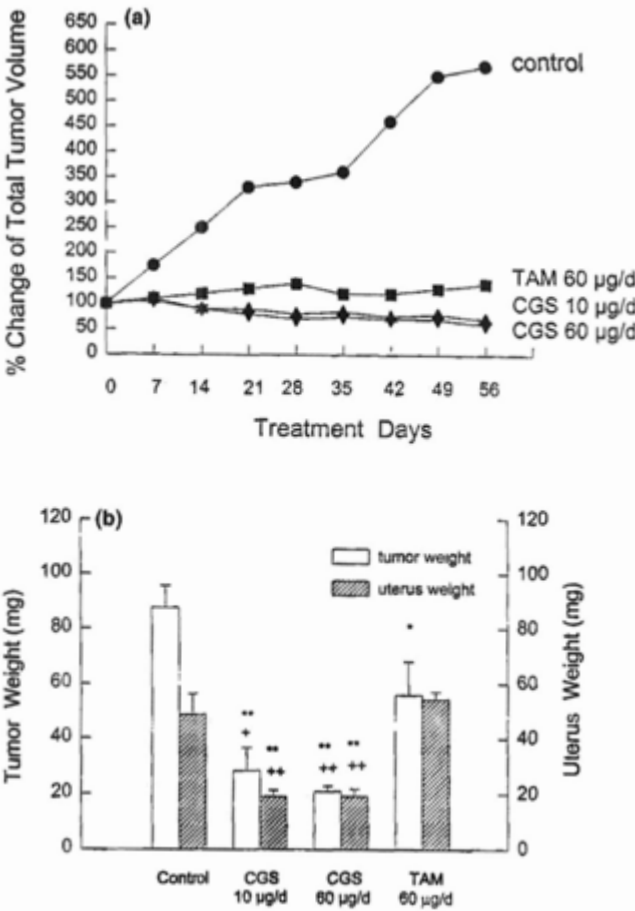 (a)
% Change of Total Tumor Volume
650
600
550
500
450
400
350
300
250
200
150
100
50
0
control
TAM 60 µg/d
CGS 10 µg/d
CGS 60 µg/d
0 7 14 21 28 35 42 49 56
Treatment Days
(b)
Tumor Weight (mg)
120
100
80
60
40
20
0
tumor weight
uterus weight
** + ** ++ ** ++ ** ++ *
120
100
80
60
40
20
0
Uterus Weight (mg)
Control CGS CGS TAM
10 µg/d 60 µg/d 60 µg/d